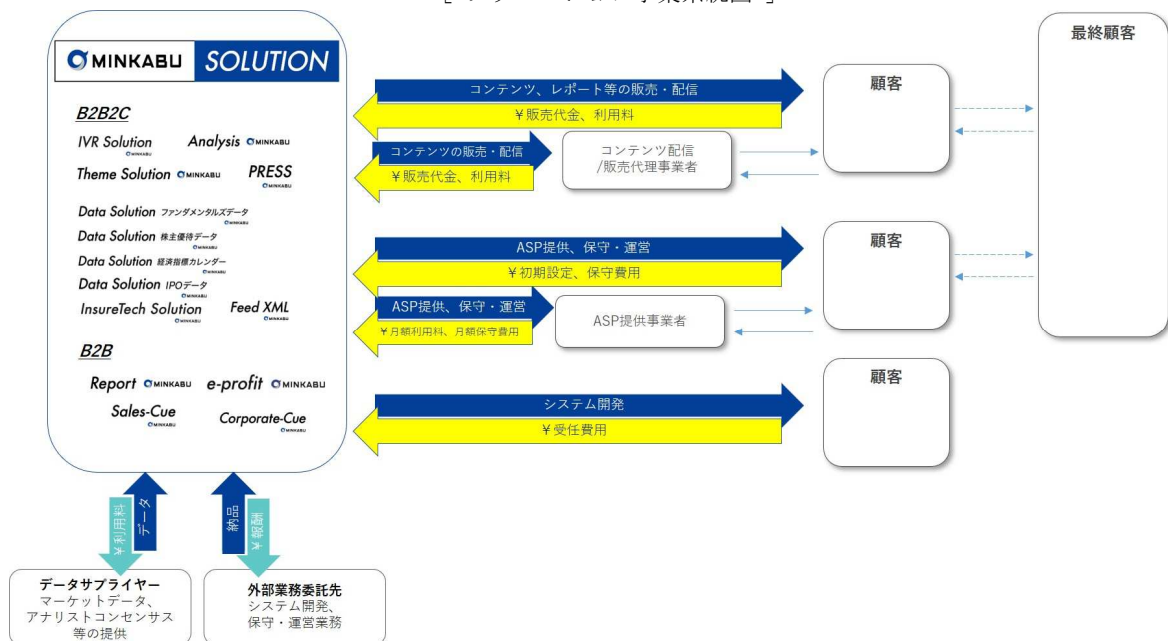 MINKABU SOLUTION
B2B2C
IVR Solution MINKABU
Analysis MINKABU
Theme Solution MINKABU
PRESS MINKABU
Data Solution ファンダメンタルズデータ MINKABU
Data Solution 株主優待データ MINKABU
Data Solution 経済指標カレンダー MINKABU
Data Solution IPOデータ MINKABU
InsureTech Solution MINKABU
Feed XML MINKABU
B2B
Report MINKABU
e-profit MINKABU
Sales-Cue MINKABU
Corporate-Cue MINKABU
コンテンツ、レポート等の販売・配信
¥販売代金、利用料
コンテンツの販売・配信
¥販売代金、利用料
コンテンツ配信
/販売代理事業者
顧客
ASP提供、保守・運営
¥初期設定、保守費用
ASP提供、保守・運営
¥月額利用料、月額保守費用
ASP提供事業者
顧客
システム開発
¥受任費用
顧客
最終顧客
¥利用料
データ
納品
¥報酬
データサプライヤー
マーケットデータ、
アナリストコンセンサス
等の提供
外部業務委託先
システム開発、
保守・運営業務